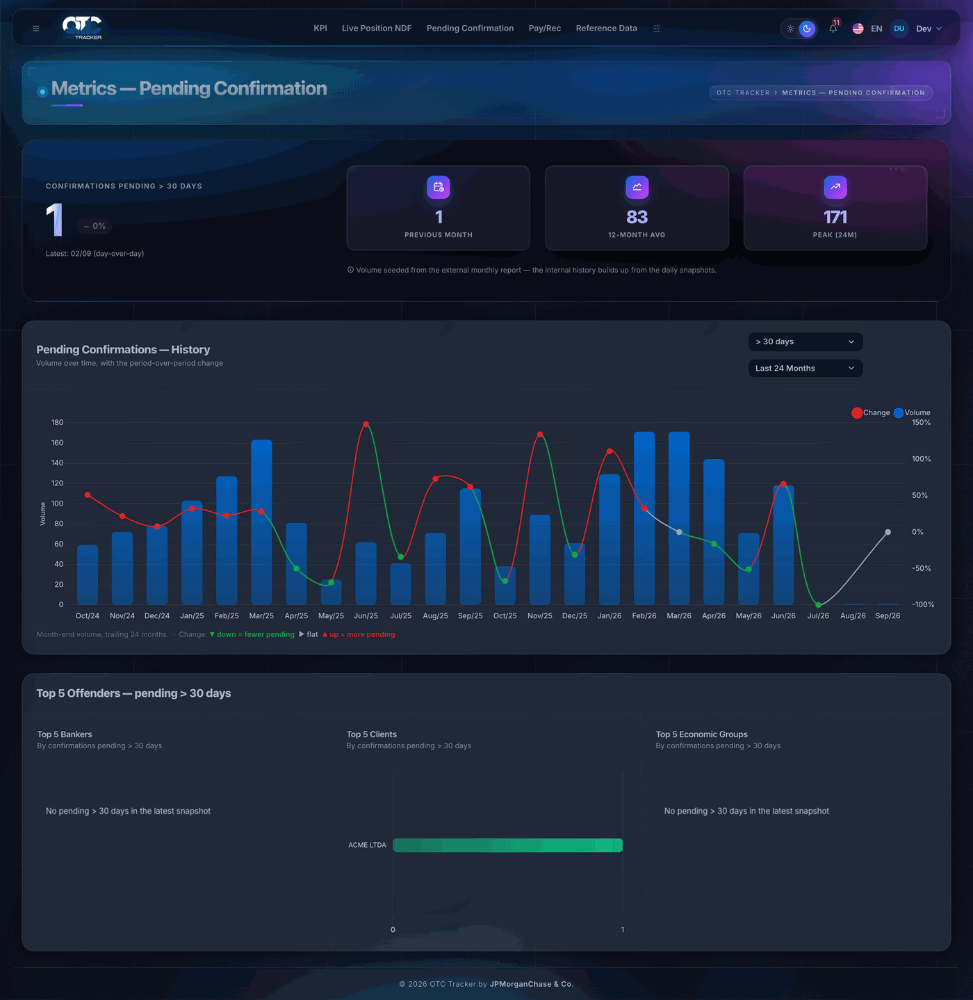 OTC
OTC TRACKER
KPI
Live Position NDF
Pending Confirmation
Pay/Rec
Reference Data
11
EN
DU
Dev
Metrics — Pending Confirmation
OTC TRACKER > METRICS — PENDING CONFIRMATION
CONFIRMATIONS PENDING > 30 DAYS
1
– 0%
Latest: 02/09 (day-over-day)
1
PREVIOUS MONTH
83
12-MONTH AVG
171
PEAK (24M)
Volume seeded from the external monthly report — the internal history builds up from the daily snapshots.
Pending Confirmations — History
Volume over time, with the period-over-period change
> 30 days
Last 24 Months
Change
Volume
180
160
140
120
100
80
60
40
20
0
Volume
150%
100%
50%
0%
-50%
-100%
Oct/24
Nov/24
Dec/24
Jan/25
Feb/25
Mar/25
Apr/25
May/25
Jun/25
Jul/25
Aug/25
Sep/25
Oct/25
Nov/25
Dec/25
Jan/26
Feb/26
Mar/26
Apr/26
May/26
Jun/26
Jul/26
Aug/26
Sep/26
Month-end volume, trailing 24 months. · Change: ▼ down = fewer pending ▶ flat ▲ up = more pending
Top 5 Offenders — pending > 30 days
Top 5 Bankers
By confirmations pending > 30 days
No pending > 30 days in the latest snapshot
Top 5 Clients
By confirmations pending > 30 days
ACME LTDA
0
1
Top 5 Economic Groups
By confirmations pending > 30 days
No pending > 30 days in the latest snapshot
© 2026 OTC Tracker by JPMorganChase & Co.